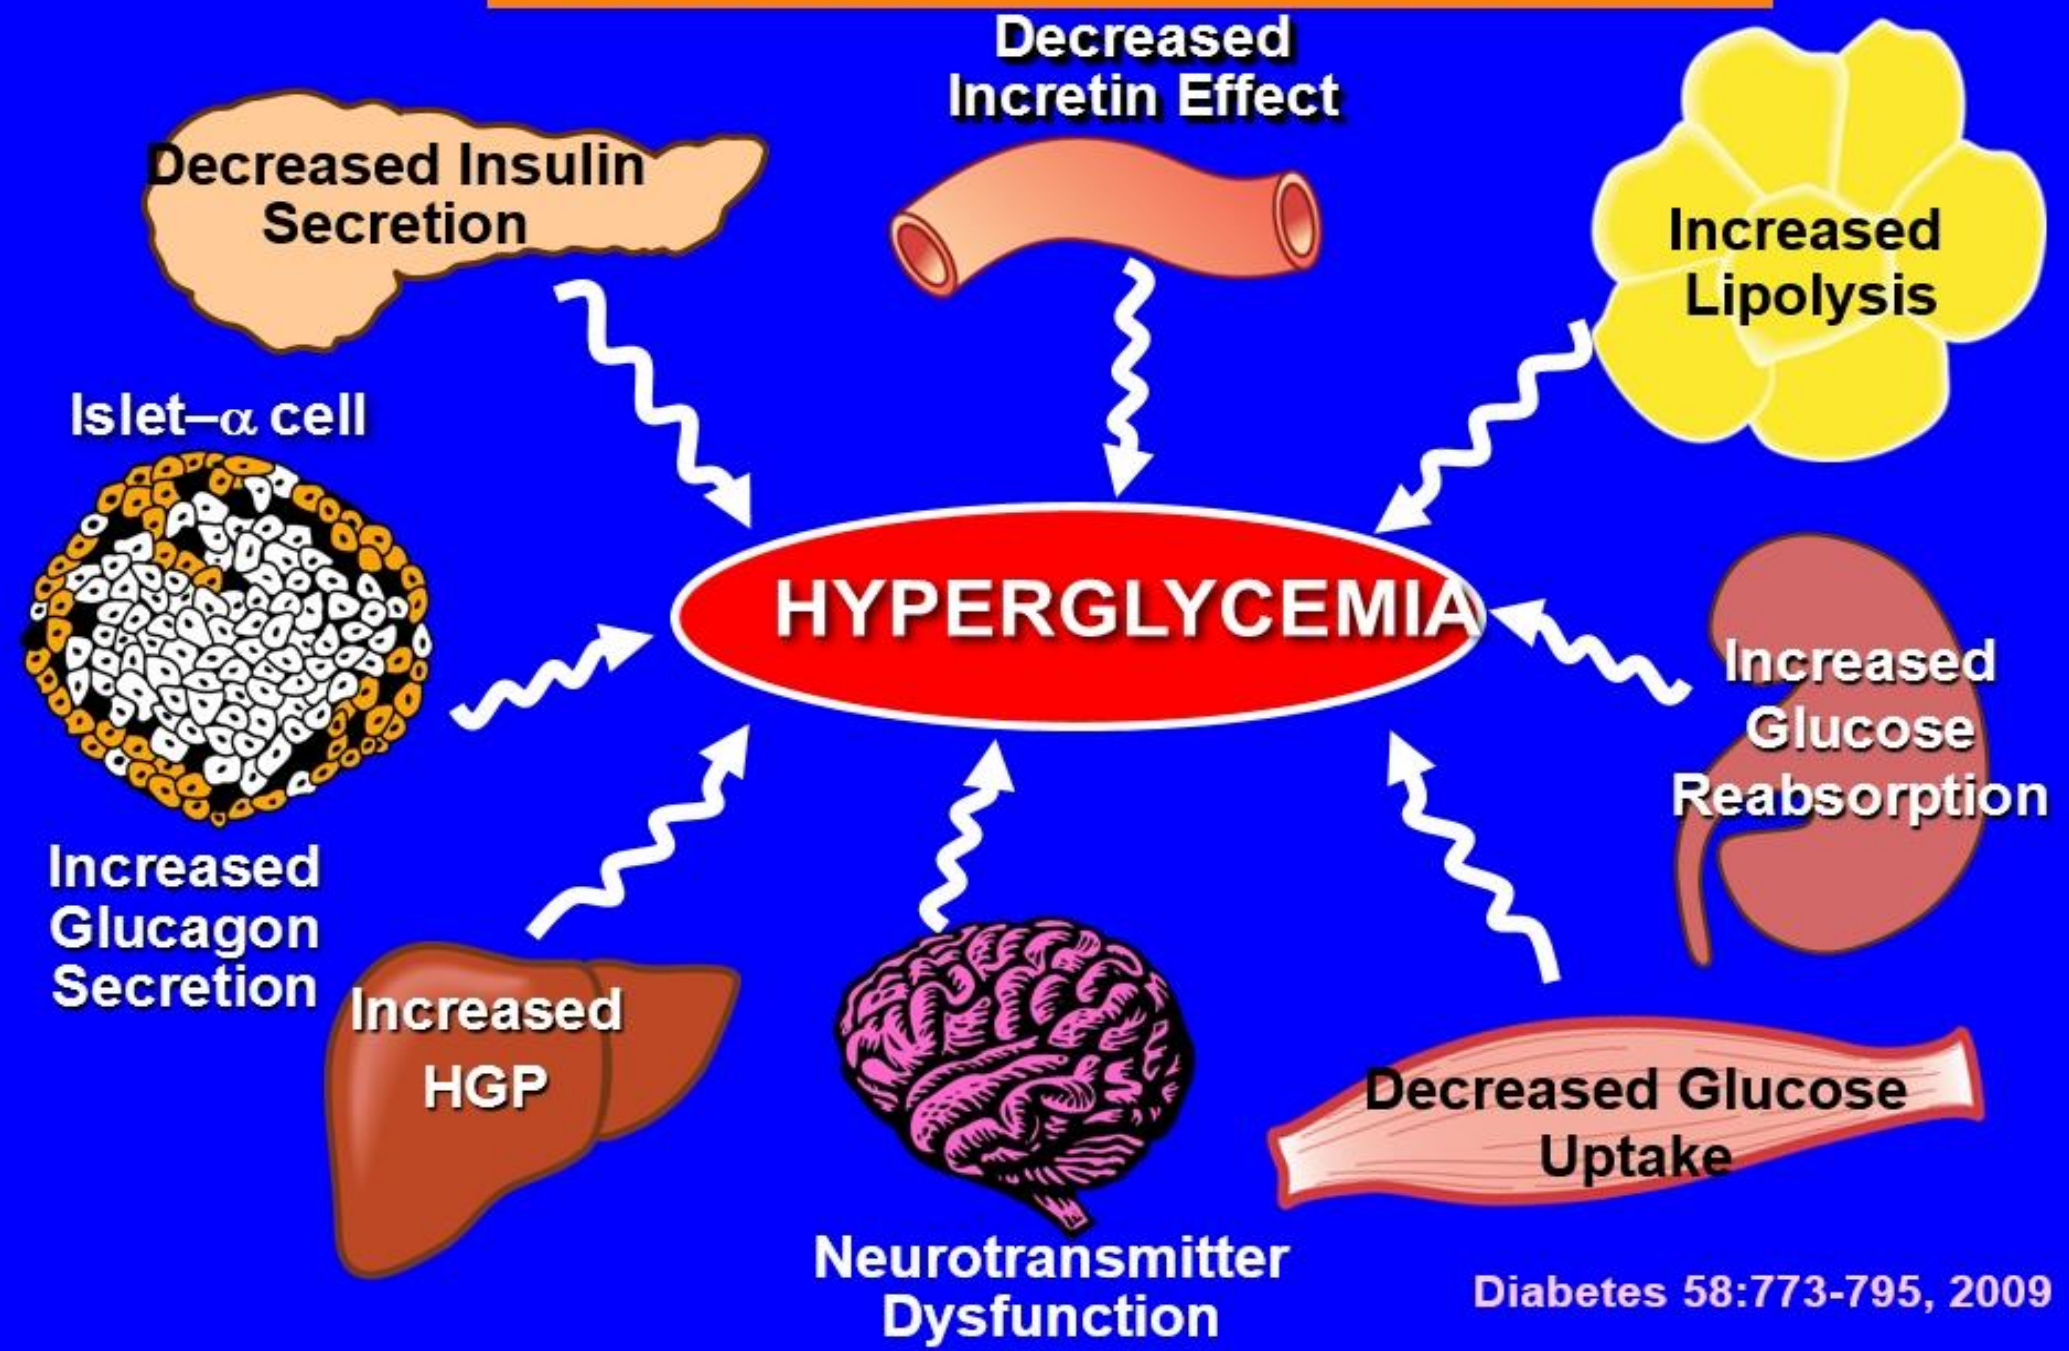 Decreased
Incretin Effect
Decreased Insulin
Secretion
Increased
Lipolysis
Islet–α cell
HYPERGLYCEMIA
Increased
Glucose
Reabsorption
Increased
Glucagon
Secretion
Increased
HGP
Decreased Glucose
Uptake
Neurotransmitter
Dysfunction
Diabetes 58:773-795, 2009